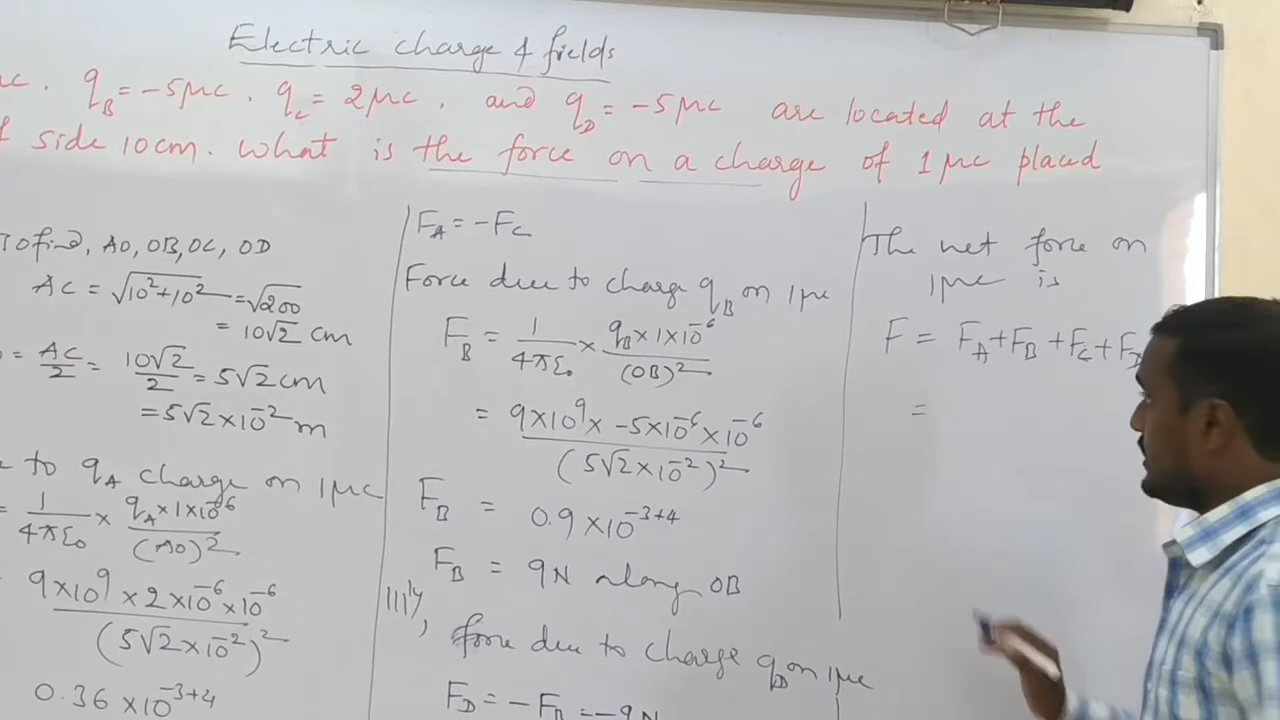 Electric charge & fields
μc. q_B = -5μc. q_C = 2μc, and q_D = -5μc are located at the
side 10cm. What is the force on a charge of 1μc placed
To find, AO, OB, OC, OD
AC = √10²+10² = √200
= 10√2 cm
= AC/2 = 10√2/2 = 5√2 cm
= 5√2×10⁻² m
to q_A charge on 1μc
= 1/4πε₀ × q_A×1×10⁻⁶/(AO)²
9×10⁹×2×10⁻⁶×10⁻⁶/(5√2×10⁻²)²
0.36×10⁻³⁺⁴
F_A = -F_C
Force due to charge q_B on 1μc
F_B = 1/4πε₀ × q_B×1×10⁻⁶/(OB)²
= 9×10⁹×-5×10⁻⁶×10⁻⁶/(5√2×10⁻²)²
F_B = 0.9×10⁻³⁺⁴
F_B = 9N along OB
|||ly, force due to charge q_D on 1μc
F_D = -F_B = -9N
The net force on
1μc is
F = F_A + F_B + F_C + F_D
=